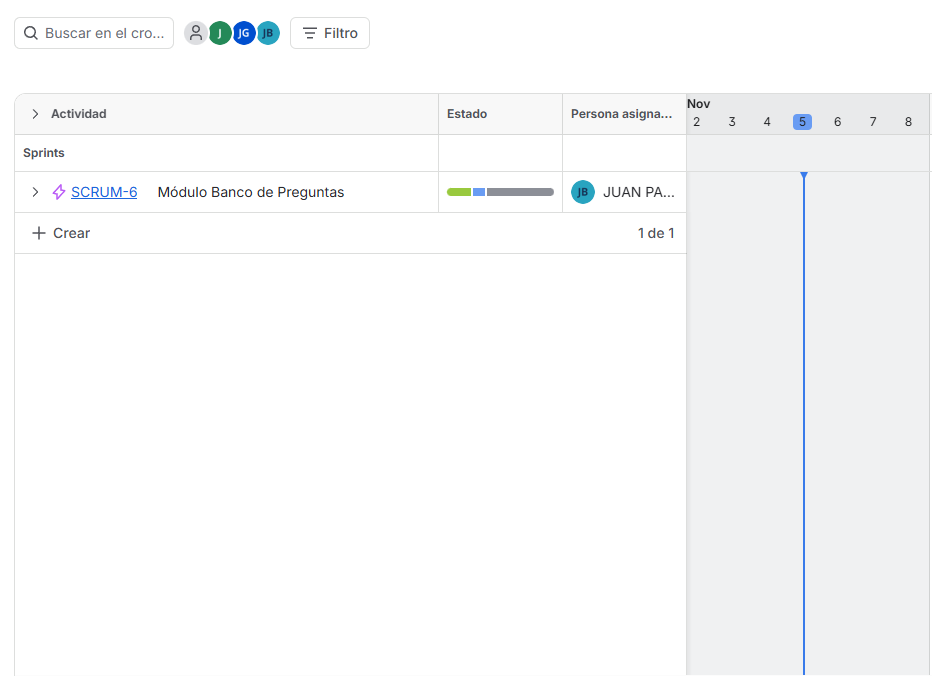 Buscar en el cro...
J
JG
JB
Filtro
Actividad
Estado
Persona asigna...
Nov
2 3 4 5 6 7 8
Sprints
SCRUM-6 Módulo Banco de Preguntas
JB JUAN PA...
Crear
1 de 1